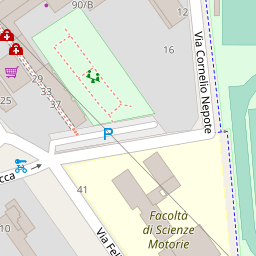 90/B
12
16
29
33
37
25
P
Via Cornelio Nepote
cca
41
10
Via Fel
Facoltà
di Scienze
Motorie